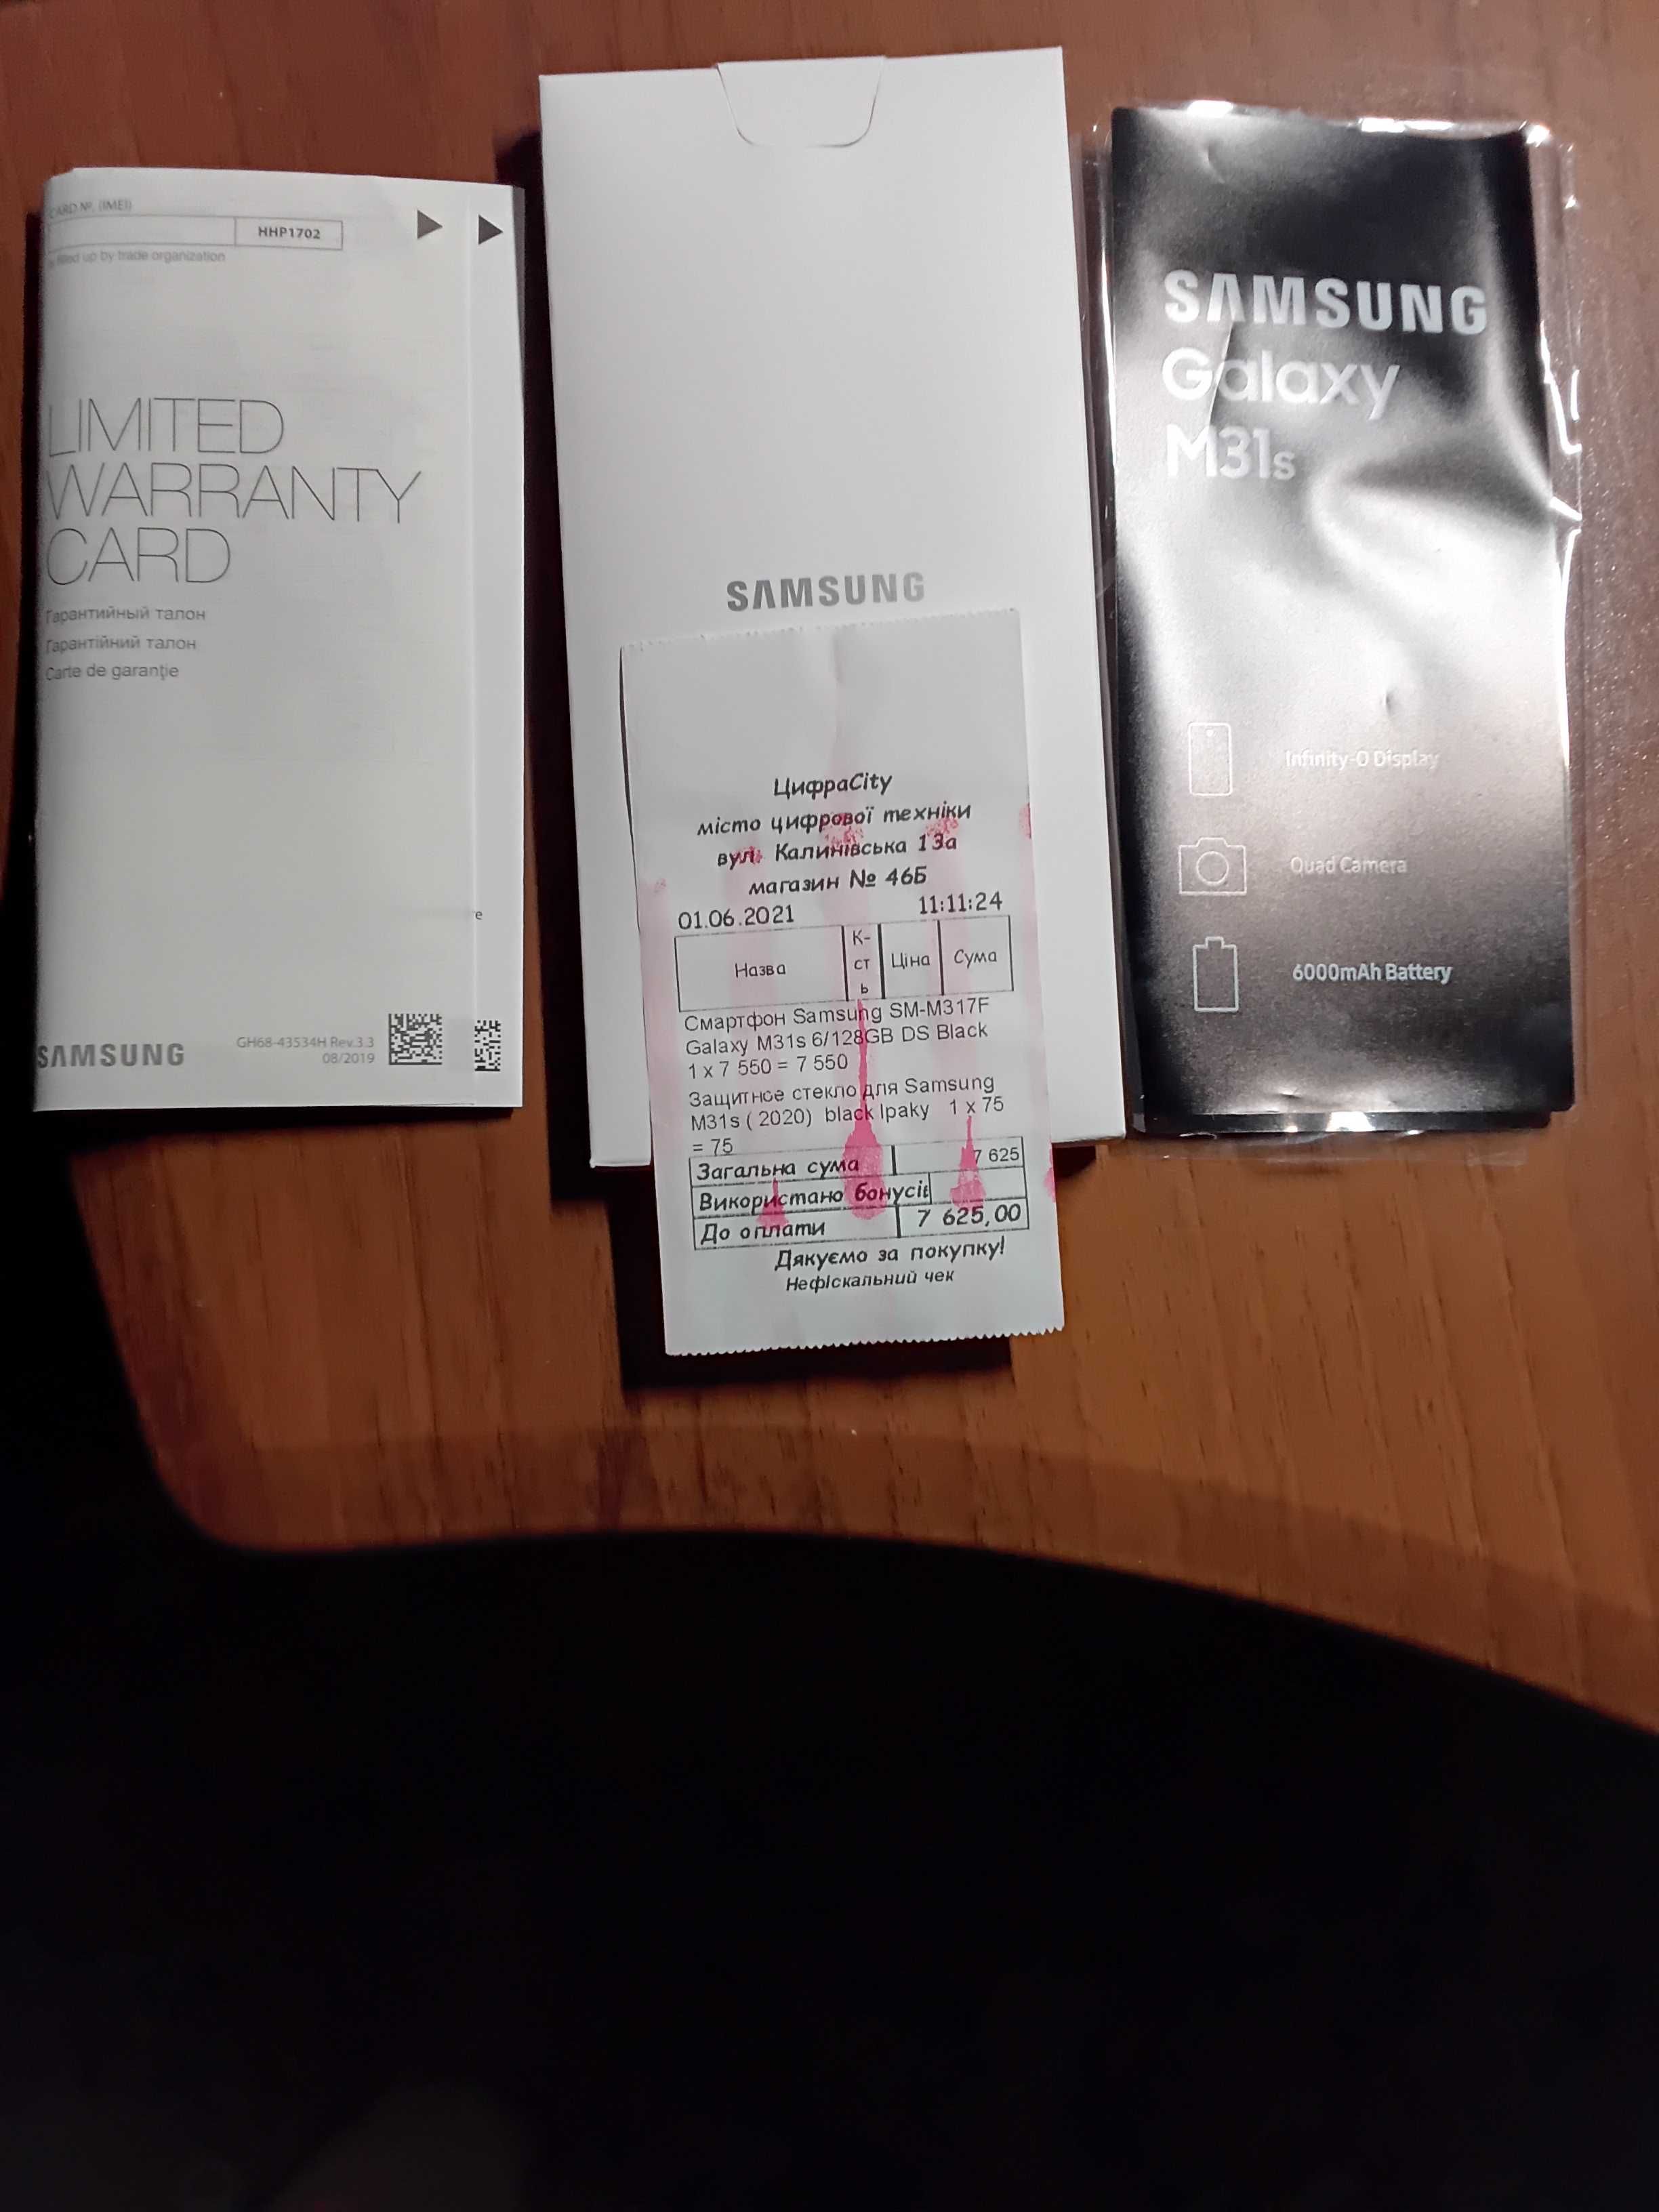 CARD №. (IMEI)
HHP1702
filled up by trade organization
LIMITED
WARRANTY
CARD
Гарантийный талон
Гарантійний талон
Carte de garanţie
SAMSUNG
GH68-43534H Rev.3.3
08/2019
SAMSUNG
ЦифраCity
місто цифрової техніки
вул. Калинівська 13а
магазин № 46Б
01.06.2021 11:11:24
Назва К-сть Ціна Сума
Смартфон Samsung SM-M317F
Galaxy M31s 6/128GB DS Black
1 x 7 550 = 7 550
Защитное стекло для Samsung
M31s ( 2020) black Ipaky 1 x 75
= 75
Загальна сума 7 625
Використано бонусів
До оплати 7 625,00
Дякуємо за покупку!
НефІскальний чек
SAMSUNG
Galaxy
M31s
Infinity-O Display
Quad Camera
6000mAh Battery